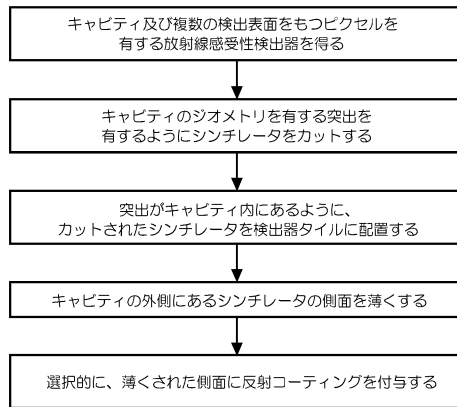 キャビティ及び複数の検出表面をもつピクセルを
有する放射線感受性検出器を得る
キャビティのジオメトリを有する突出を
有するようにシンチレータをカットする
突出がキャビティ内にあるように、
カットされたシンチレータを検出器タイルに配置する
キャビティの外側にあるシンチレータの側面を薄くする
選択的に、薄くされた側面に反射コーティングを付与する